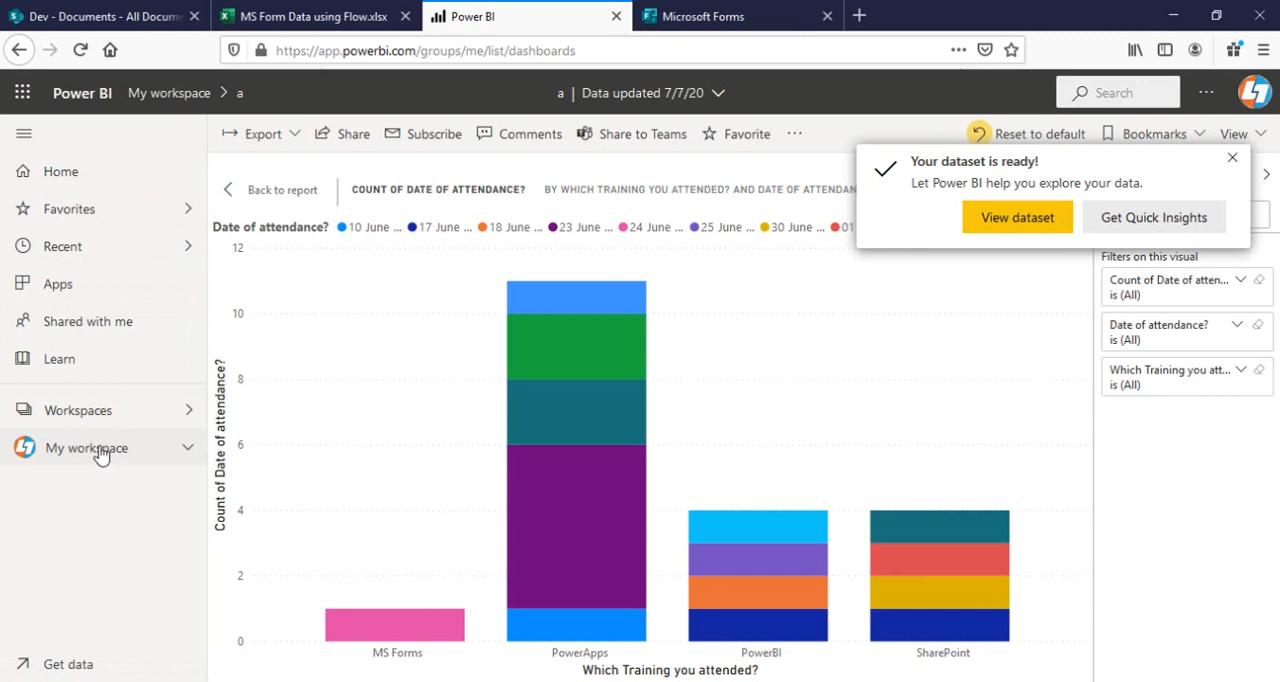 Dev - Documents - All Docume
MS Form Data using Flow.xlsx
Power BI
Microsoft Forms
https://app.powerbi.com/groups/me/list/dashboards
Power BI My workspace > a
a | Data updated 7/7/20
Search
Export
Share
Subscribe
Comments
Share to Teams
Favorite
Reset to default
Bookmarks
View
Home
Favorites
Recent
Apps
Shared with me
Learn
Workspaces
My workspace
Get data
Your dataset is ready!
Let Power BI help you explore your data.
View dataset
Get Quick Insights
Back to report
COUNT OF DATE OF ATTENDANCE?
BY WHICH TRAINING YOU ATTENDED? AND DATE OF ATTENDAN
Date of attendance? 10 June ... 17 June ... 18 June ... 23 June ... 24 June ... 25 June ... 30 June ... 01
12
10
8
6
4
2
0
Count of Date of attendance?
MS Forms PowerApps PowerBI SharePoint
Which Training you attended?
Filters on this visual
Count of Date of atten...
is (All)
Date of attendance?
is (All)
Which Training you att...
is (All)